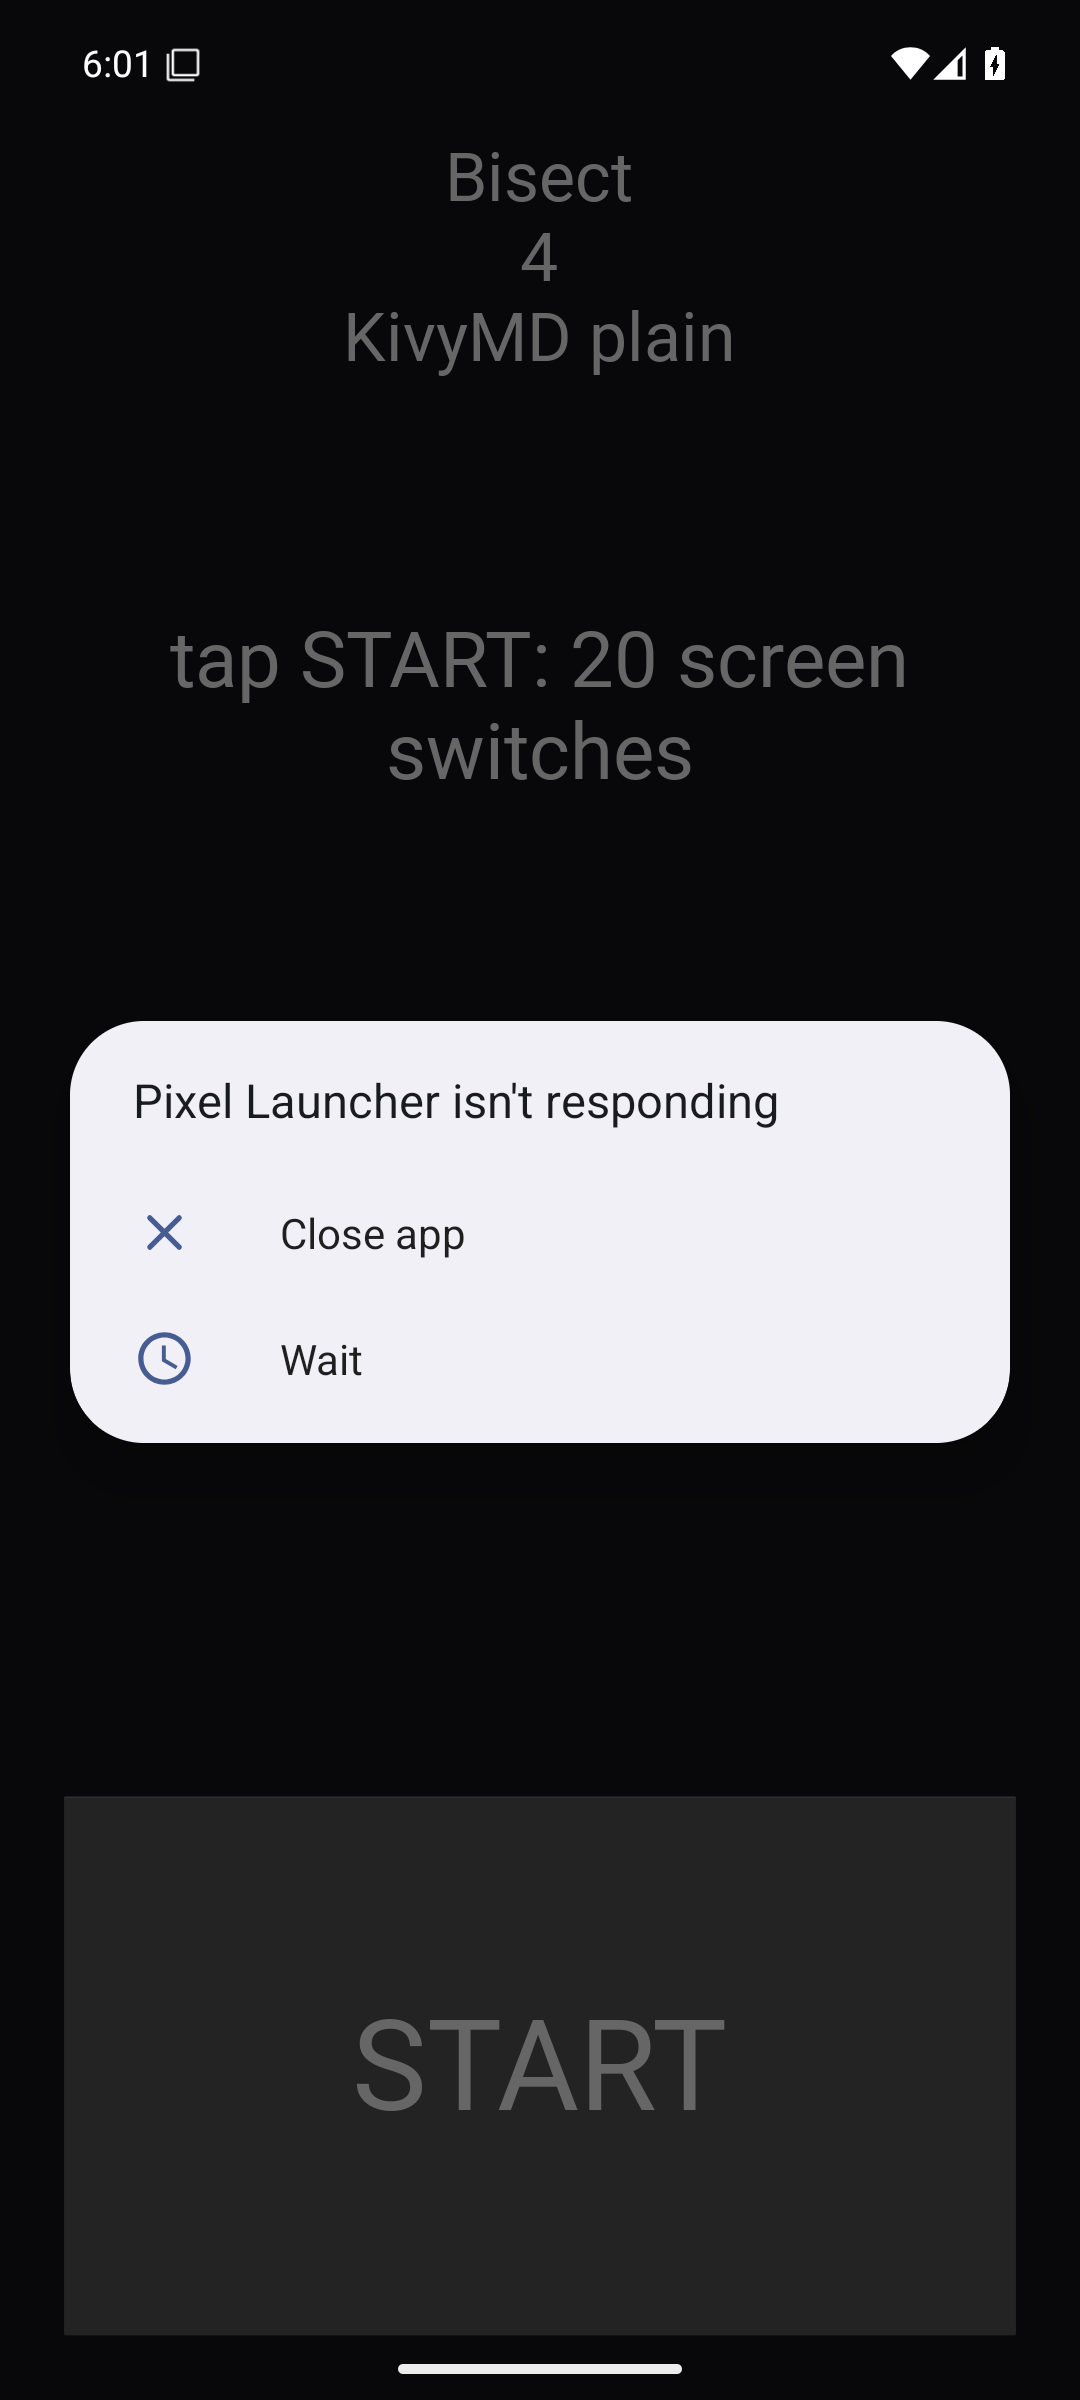 6:01
Bisect
4
KivyMD plain
tap START: 20 screen
switches
Pixel Launcher isn't responding
Close app
Wait
START